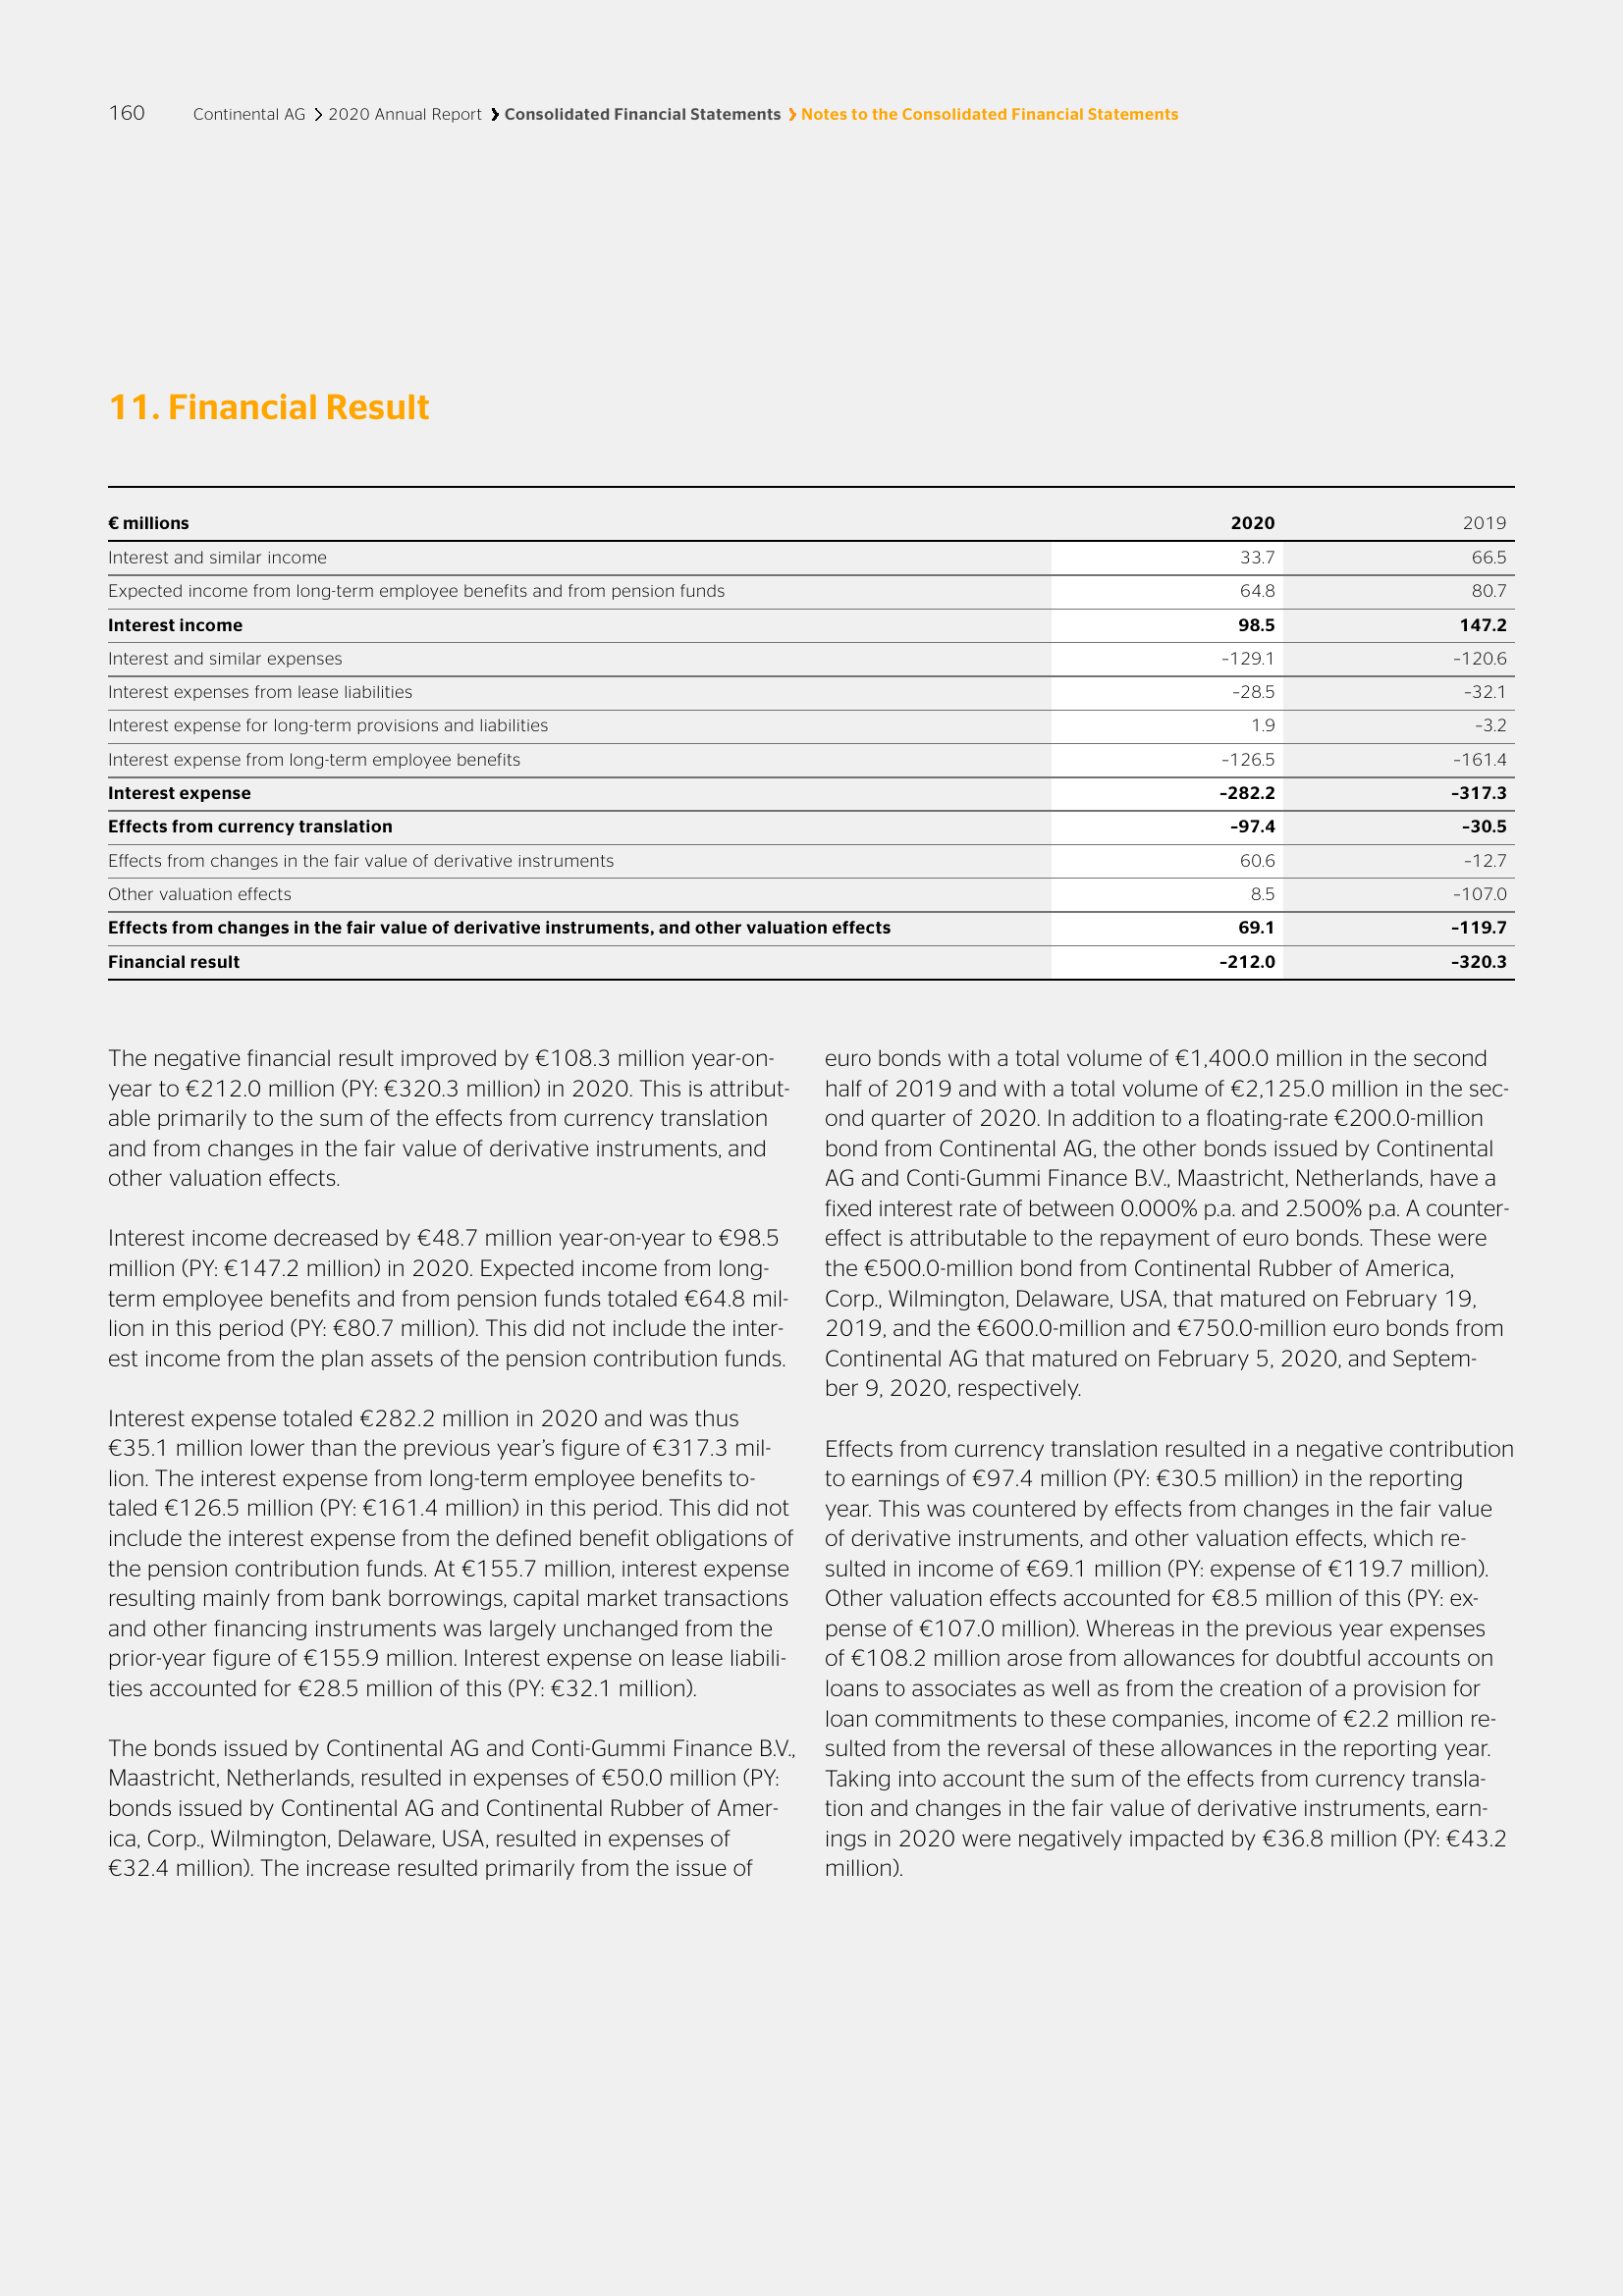 160 Continental AG › 2020 Annual Report › Consolidated Financial Statements › Notes to the Consolidated Financial Statements
11. Financial Result
€ millions 2020 2019
Interest and similar income 33.7 66.5
Expected income from long-term employee benefits and from pension funds 64.8 80.7
Interest income 98.5 147.2
Interest and similar expenses –129.1 –120.6
Interest expenses from lease liabilities –28.5 –32.1
Interest expense for long-term provisions and liabilities 1.9 –3.2
Interest expense from long-term employee benefits –126.5 –161.4
Interest expense –282.2 –317.3
Effects from currency translation –97.4 –30.5
Effects from changes in the fair value of derivative instruments 60.6 –12.7
Other valuation effects 8.5 –107.0
Effects from changes in the fair value of derivative instruments, and other valuation effects 69.1 –119.7
Financial result –212.0 –320.3
The negative financial result improved by €108.3 million year-on-
year to €212.0 million (PY: €320.3 million) in 2020. This is attribut-
able primarily to the sum of the effects from currency translation
and from changes in the fair value of derivative instruments, and
other valuation effects.
Interest income decreased by €48.7 million year-on-year to €98.5
million (PY: €147.2 million) in 2020. Expected income from long-
term employee benefits and from pension funds totaled €64.8 mil-
lion in this period (PY: €80.7 million). This did not include the inter-
est income from the plan assets of the pension contribution funds.
Interest expense totaled €282.2 million in 2020 and was thus
€35.1 million lower than the previous year's figure of €317.3 mil-
lion. The interest expense from long-term employee benefits to-
taled €126.5 million (PY: €161.4 million) in this period. This did not
include the interest expense from the defined benefit obligations of
the pension contribution funds. At €155.7 million, interest expense
resulting mainly from bank borrowings, capital market transactions
and other financing instruments was largely unchanged from the
prior-year figure of €155.9 million. Interest expense on lease liabili-
ties accounted for €28.5 million of this (PY: €32.1 million).
The bonds issued by Continental AG and Conti-Gummi Finance B.V.,
Maastricht, Netherlands, resulted in expenses of €50.0 million (PY:
bonds issued by Continental AG and Continental Rubber of Amer-
ica, Corp., Wilmington, Delaware, USA, resulted in expenses of
€32.4 million). The increase resulted primarily from the issue of
euro bonds with a total volume of €1,400.0 million in the second
half of 2019 and with a total volume of €2,125.0 million in the sec-
ond quarter of 2020. In addition to a floating-rate €200.0-million
bond from Continental AG, the other bonds issued by Continental
AG and Conti-Gummi Finance B.V., Maastricht, Netherlands, have a
fixed interest rate of between 0.000% p.a. and 2.500% p.a. A counter-
effect is attributable to the repayment of euro bonds. These were
the €500.0-million bond from Continental Rubber of America,
Corp., Wilmington, Delaware, USA, that matured on February 19,
2019, and the €600.0-million and €750.0-million euro bonds from
Continental AG that matured on February 5, 2020, and Septem-
ber 9, 2020, respectively.
Effects from currency translation resulted in a negative contribution
to earnings of €97.4 million (PY: €30.5 million) in the reporting
year. This was countered by effects from changes in the fair value
of derivative instruments, and other valuation effects, which re-
sulted in income of €69.1 million (PY: expense of €119.7 million).
Other valuation effects accounted for €8.5 million of this (PY: ex-
pense of €107.0 million). Whereas in the previous year expenses
of €108.2 million arose from allowances for doubtful accounts on
loans to associates as well as from the creation of a provision for
loan commitments to these companies, income of €2.2 million re-
sulted from the reversal of these allowances in the reporting year.
Taking into account the sum of the effects from currency transla-
tion and changes in the fair value of derivative instruments, earn-
ings in 2020 were negatively impacted by €36.8 million (PY: €43.2
million).